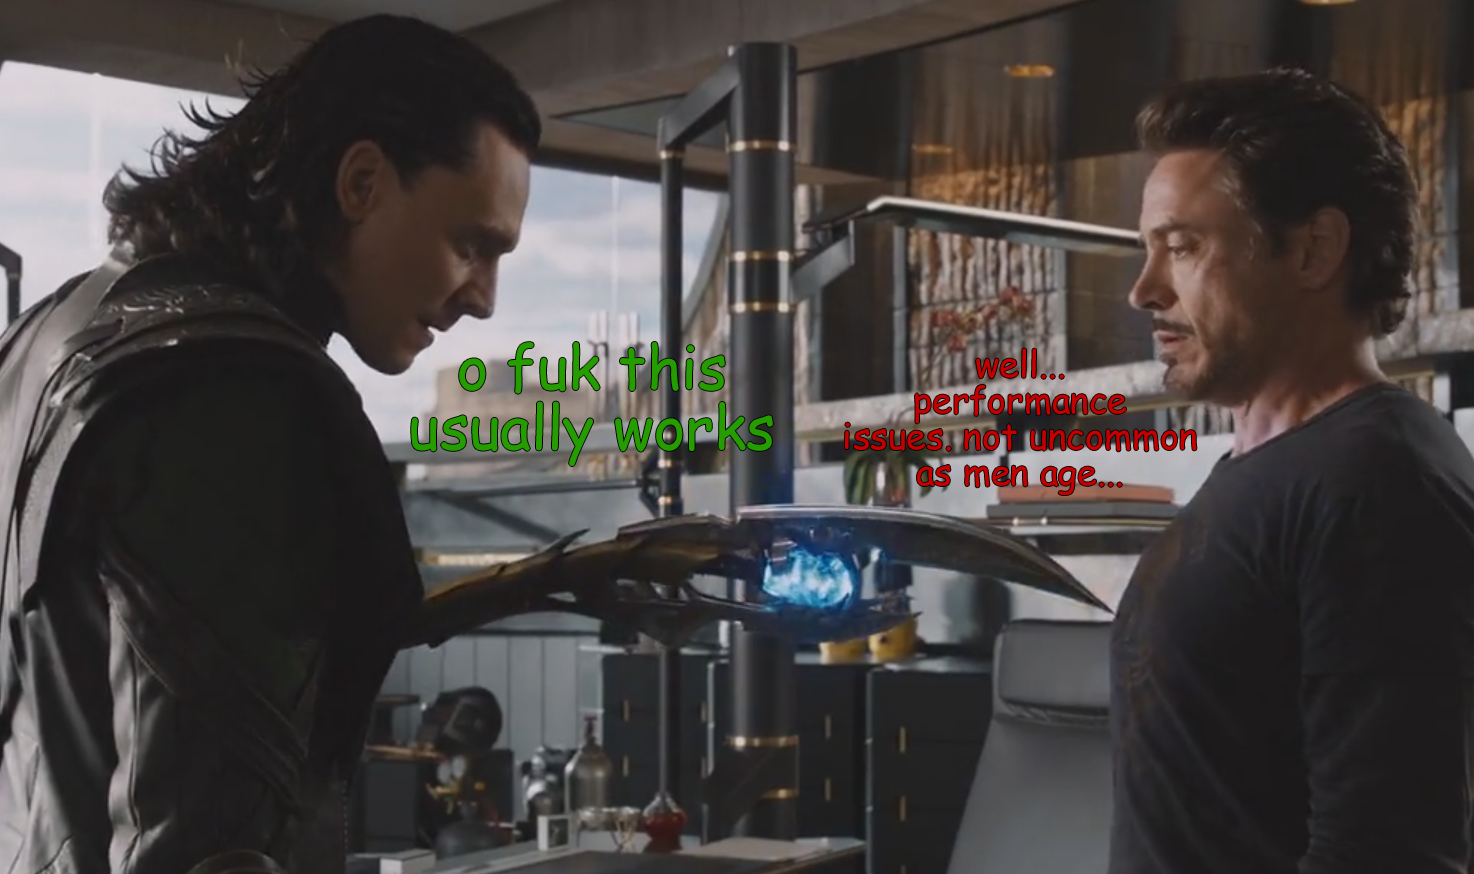 o fuk this
usually works
well...
performance
issues. not uncommon
as men age...